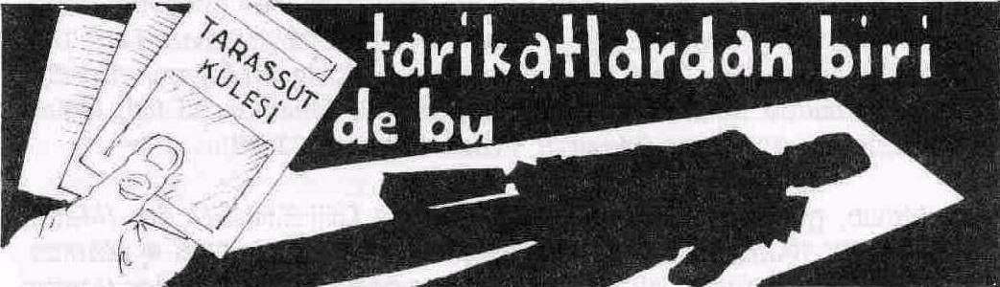 TARASSUT
KULESİ
tarikatlardan biri
de bu